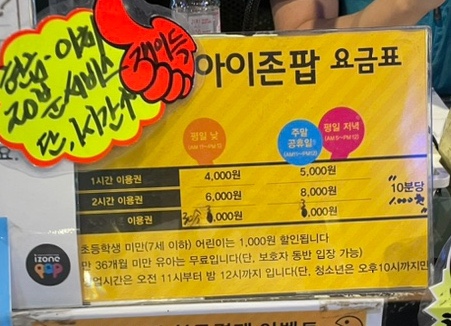 현금·이체
20분 서비스
단, 1시간
개이득
아이존팝 요금표
평일 낮
주말
공휴일
평일 저녁
1시간 이용권 4,000원 5,000원
2시간 이용권 6,000원 8,000원
이용권 ,000원 ,000원
10분당
1,000원
초등학생 미만(7세 이하) 어린이는 1,000원 할인됩니다
만 36개월 미만 유아는 무료입니다(단, 보호자 동반 입장 가능)
업시간은 오전 11시부터 밤 12시까지 입니다(단, 청소년은 오후10시까지만
izone
pop